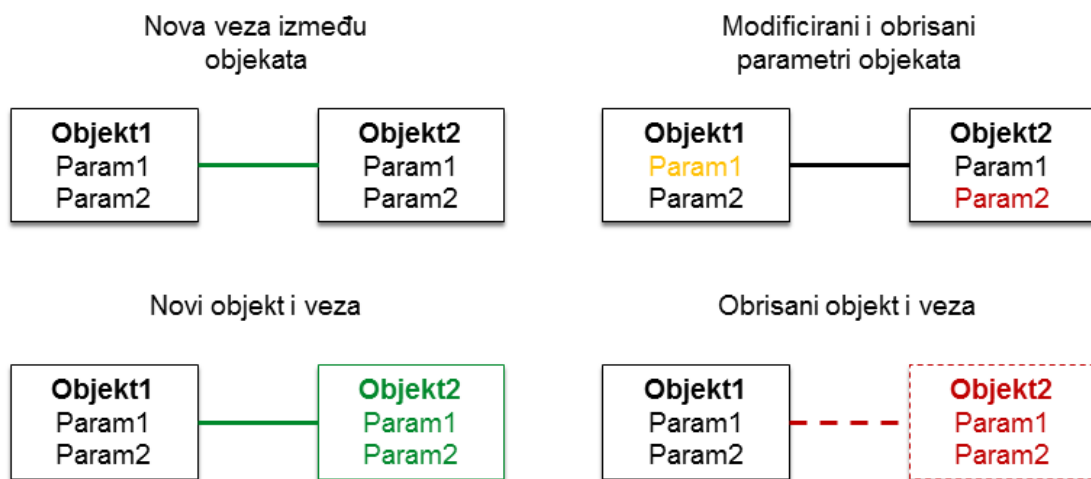 Nova veza između
objekata
Objekt1
Param1
Param2
Objekt2
Param1
Param2
Modificirani i obrisani
parametri objekata
Objekt1
Param1
Param2
Objekt2
Param1
Param2
Novi objekt i veza
Objekt1
Param1
Param2
Objekt2
Param1
Param2
Obrisani objekt i veza
Objekt1
Param1
Param2
Objekt2
Param1
Param2